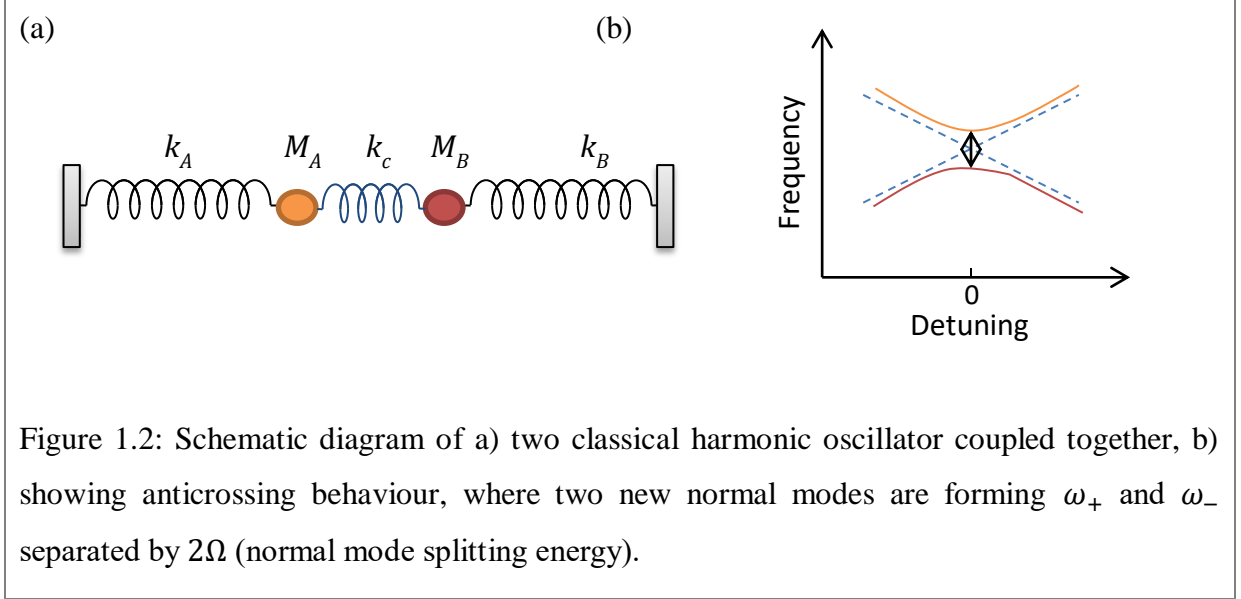 (a)
(b)
k_A M_A k_c M_B k_B
Frequency
0
Detuning
Figure 1.2: Schematic diagram of a) two classical harmonic oscillator coupled together, b)
showing anticrossing behaviour, where two new normal modes are forming ω₊ and ω₋
separated by 2Ω (normal mode splitting energy).